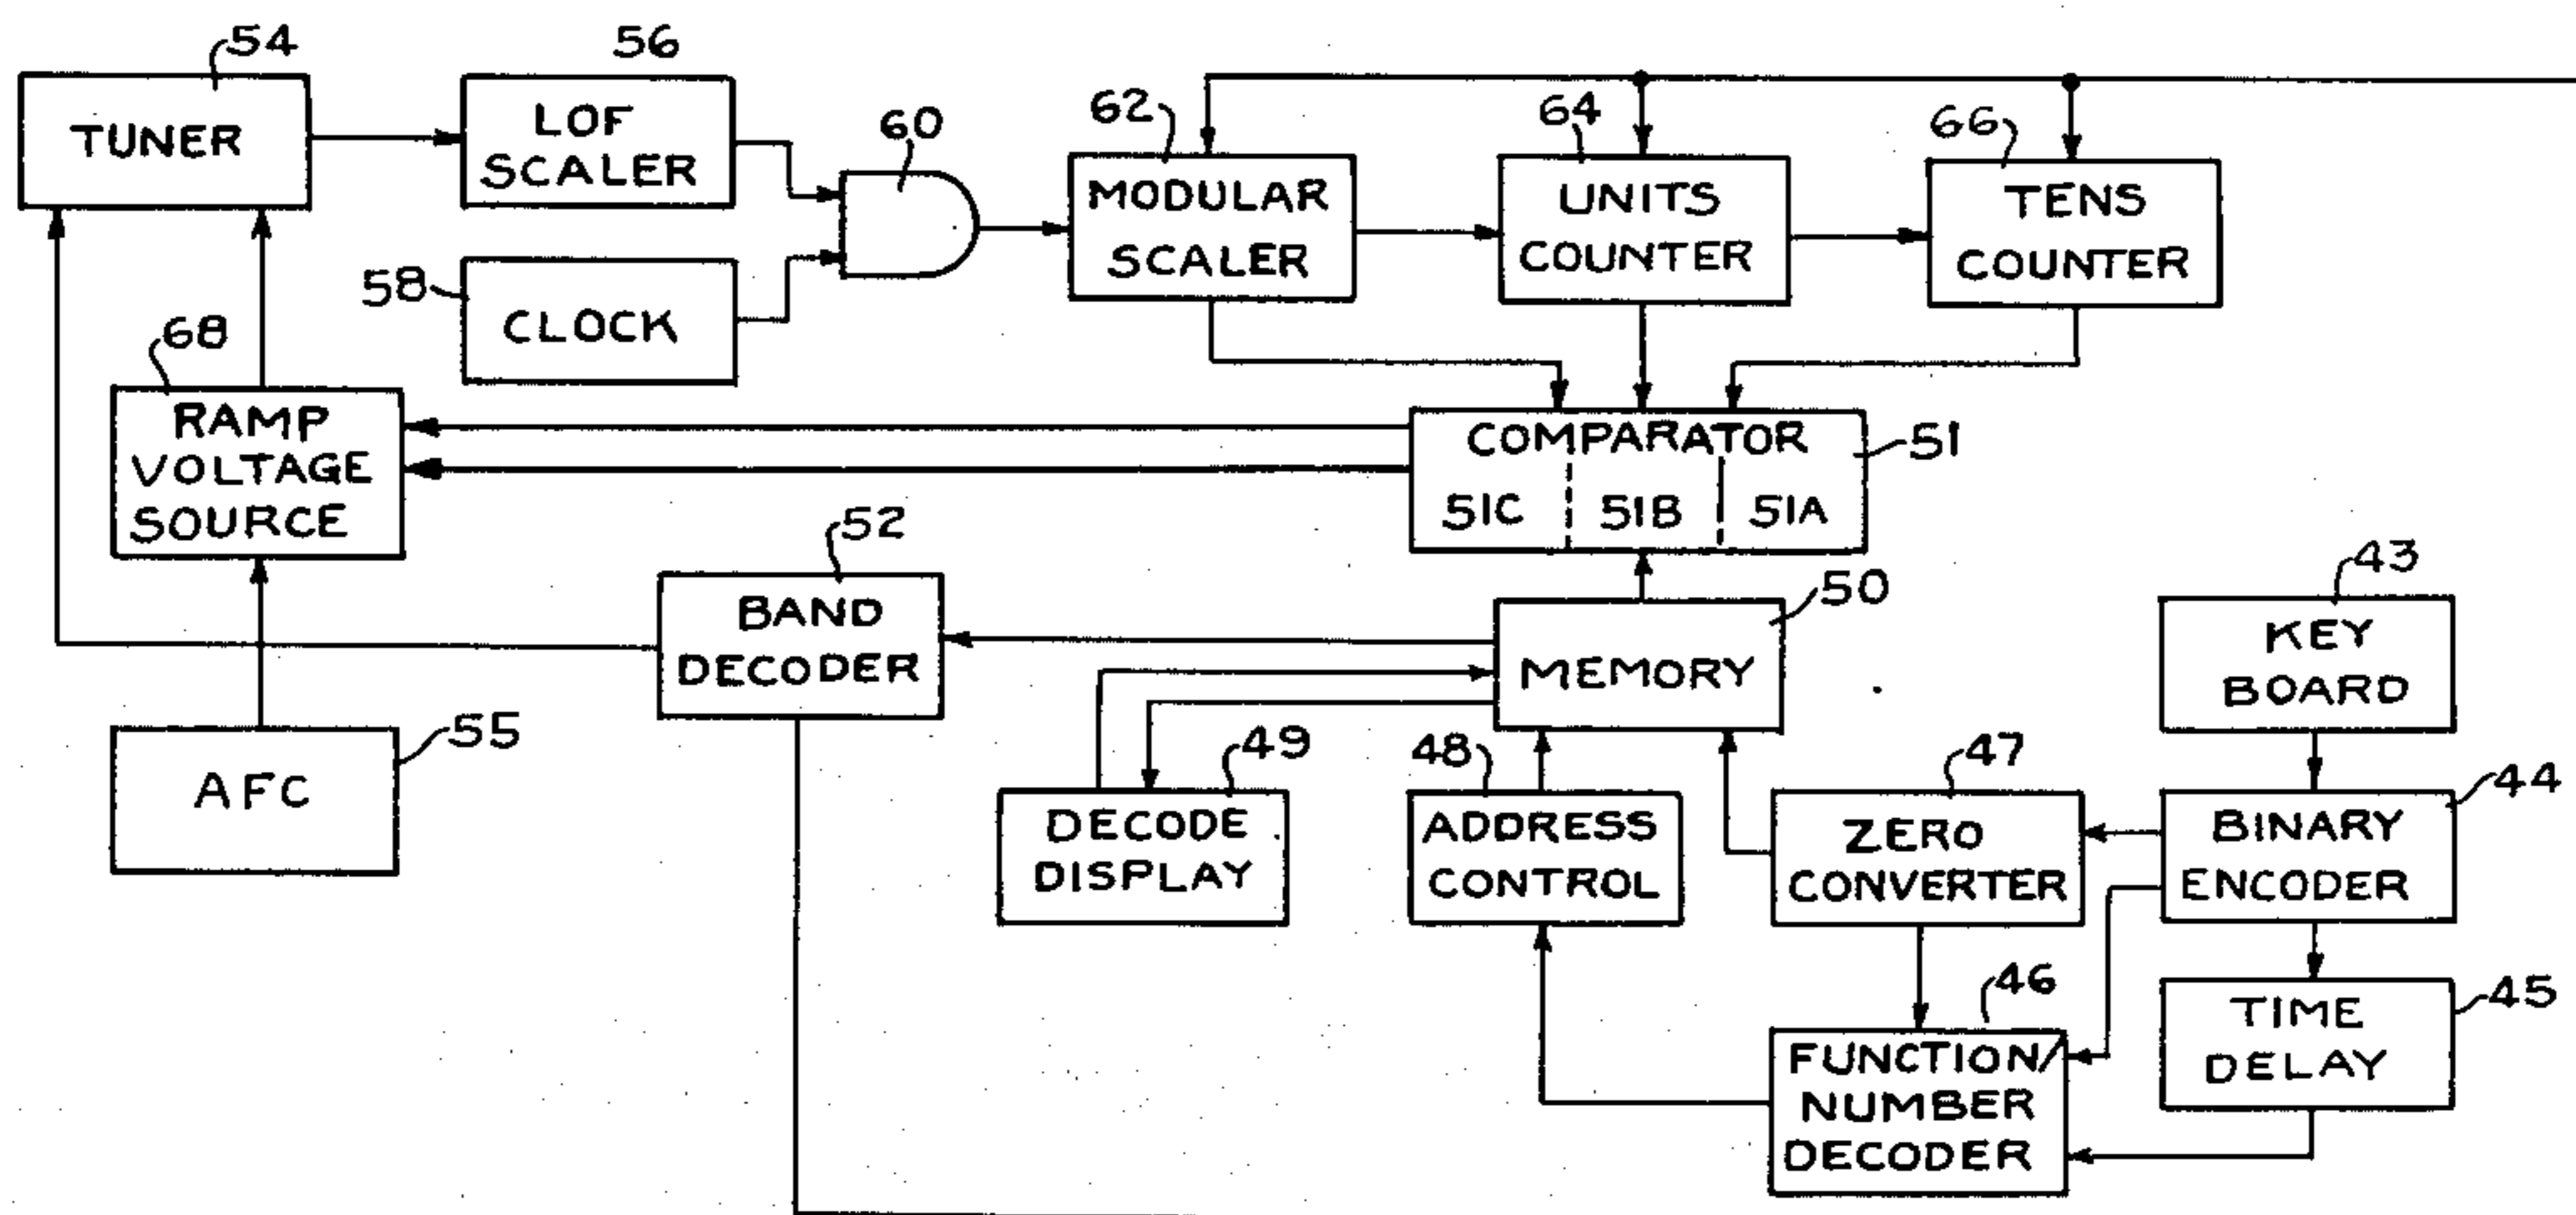 54
TUNER
56
LOF
SCALER
58
CLOCK
60
62
MODULAR
SCALER
64
UNITS
COUNTER
66
TENS
COUNTER
68
RAMP
VOLTAGE
SOURCE
COMPARATOR
51C
51B
51A
51
52
BAND
DECODER
50
MEMORY
43
KEY
BOARD
55
AFC
49
DECODE
DISPLAY
48
ADDRESS
CONTROL
47
ZERO
CONVERTER
44
BINARY
ENCODER
46
FUNCTION/
NUMBER
DECODER
45
TIME
DELAY